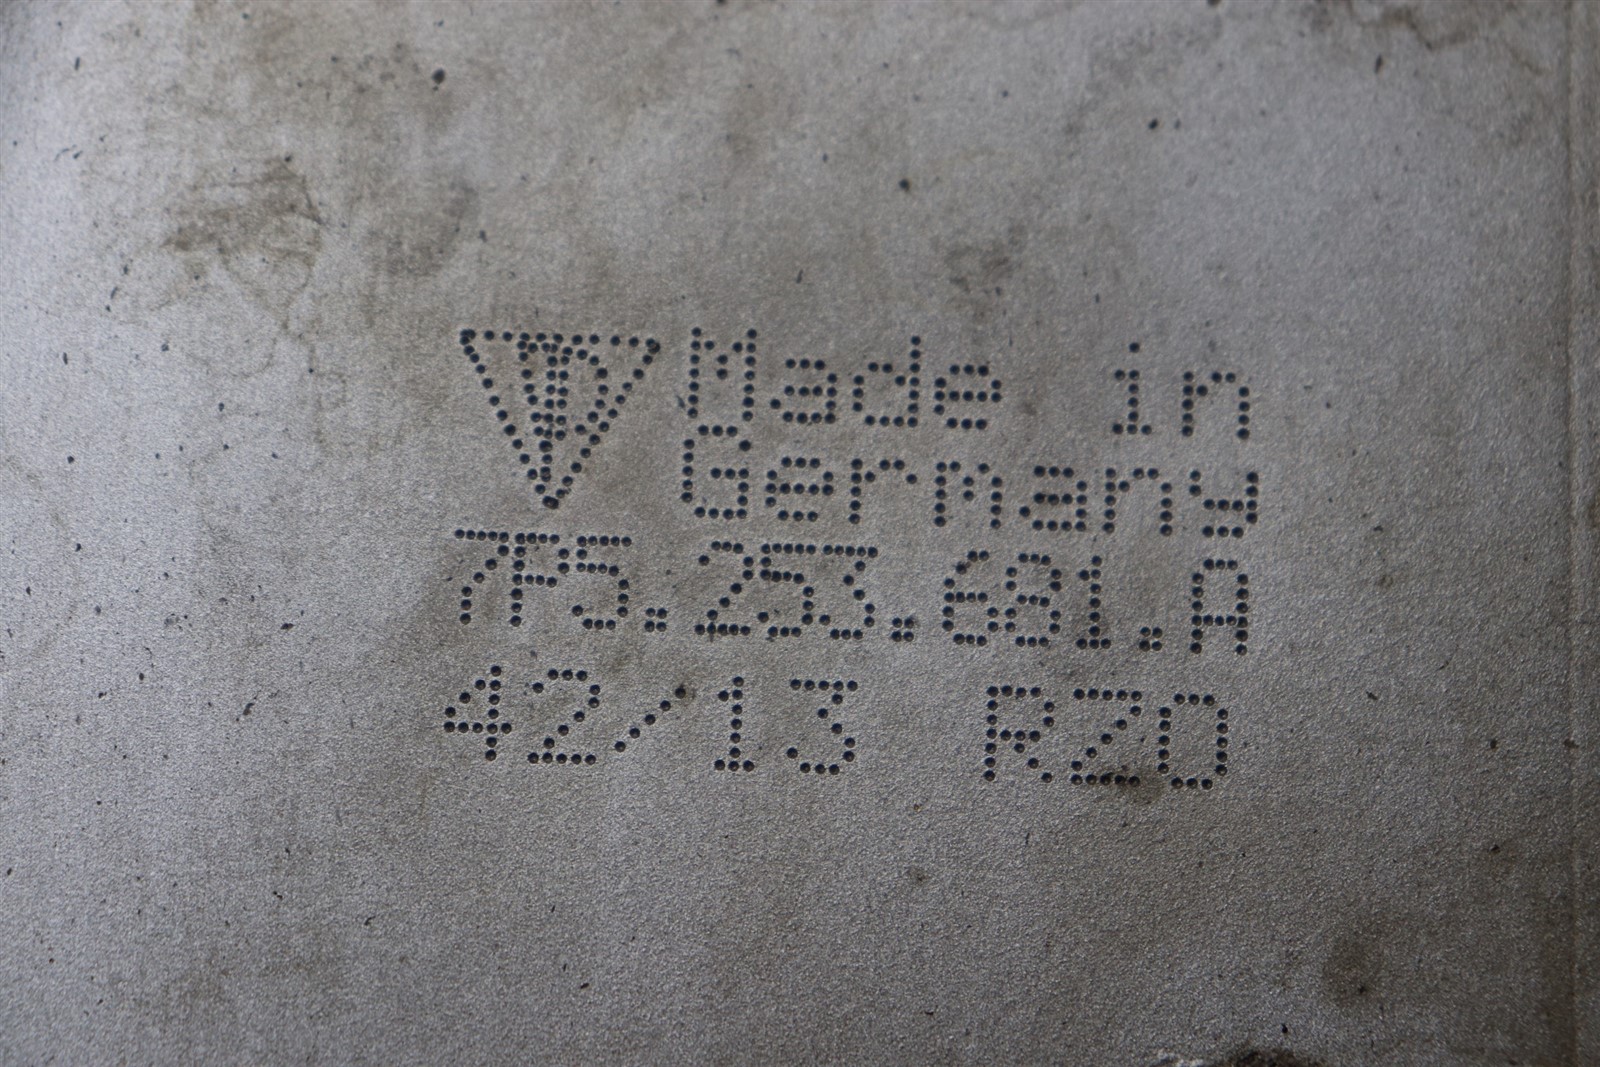 Made in
Germany
7P5.253.681.A
42/13 RZO